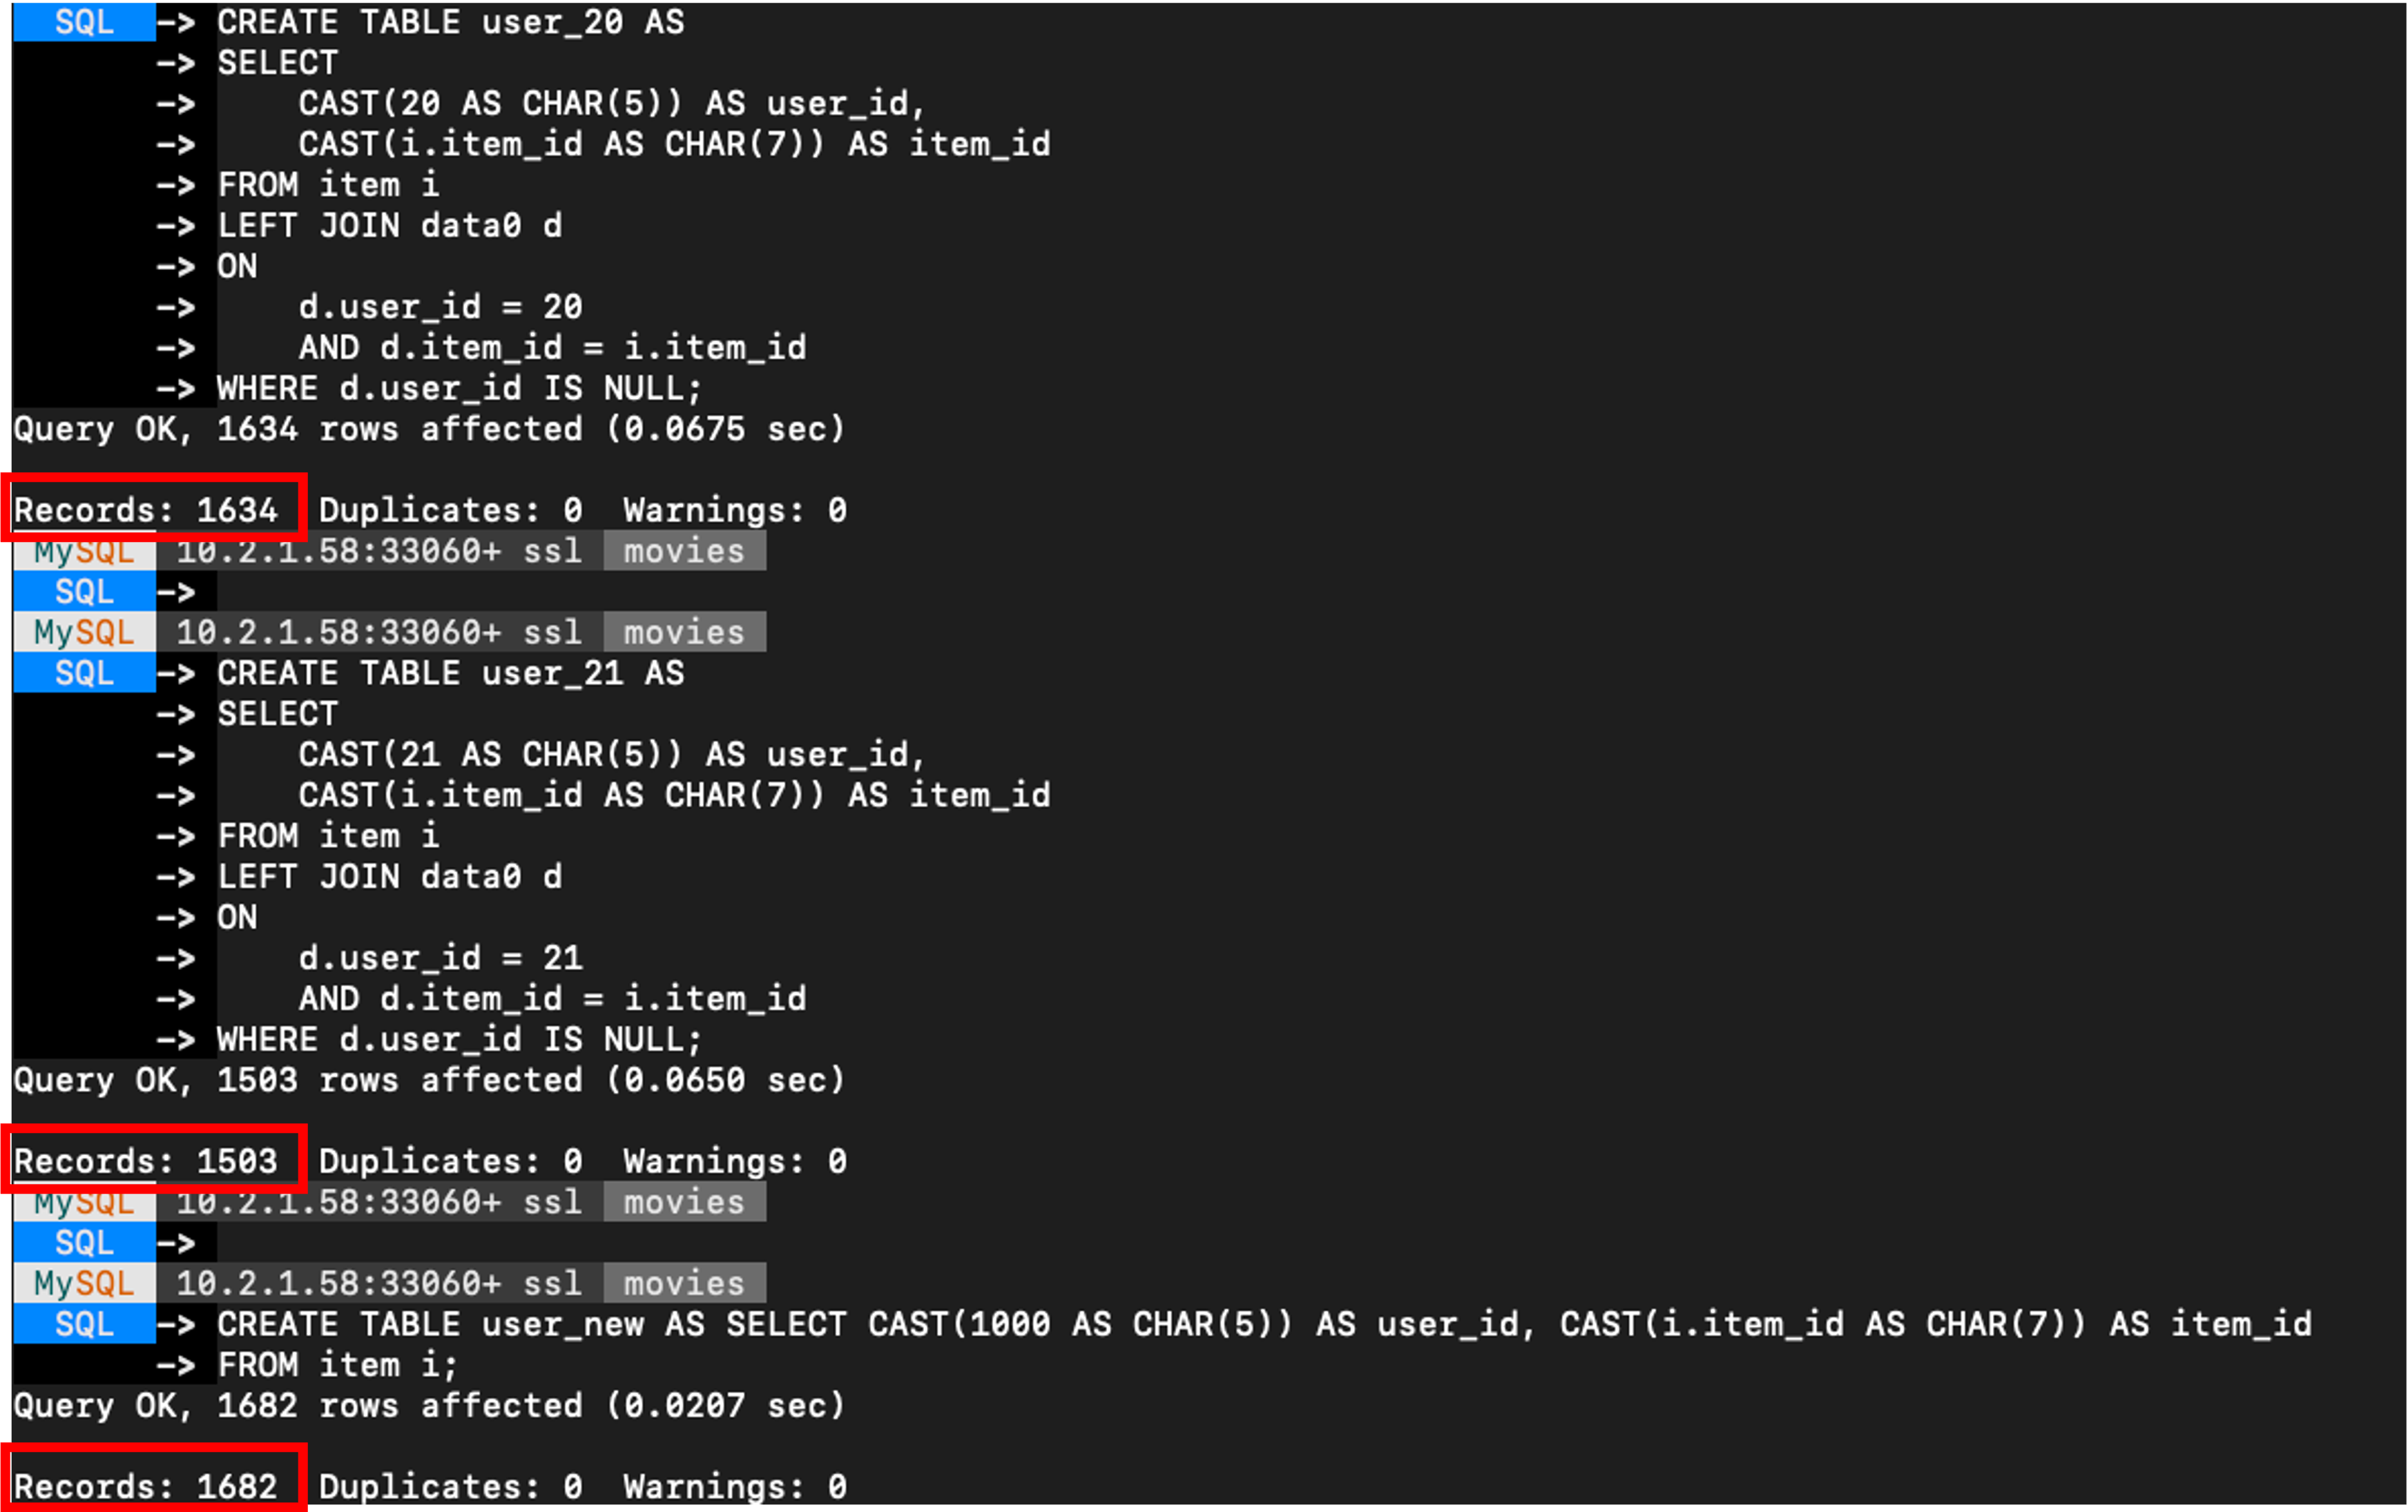 SQL -> CREATE TABLE user_20 AS
-> SELECT
-> CAST(20 AS CHAR(5)) AS user_id,
-> CAST(i.item_id AS CHAR(7)) AS item_id
-> FROM item i
-> LEFT JOIN data0 d
-> ON
-> d.user_id = 20
-> AND d.item_id = i.item_id
-> WHERE d.user_id IS NULL;
Query OK, 1634 rows affected (0.0675 sec)
Records: 1634 Duplicates: 0 Warnings: 0
MySQL 10.2.1.58:33060+ ssl movies
SQL ->
MySQL 10.2.1.58:33060+ ssl movies
SQL -> CREATE TABLE user_21 AS
-> SELECT
-> CAST(21 AS CHAR(5)) AS user_id,
-> CAST(i.item_id AS CHAR(7)) AS item_id
-> FROM item i
-> LEFT JOIN data0 d
-> ON
-> d.user_id = 21
-> AND d.item_id = i.item_id
-> WHERE d.user_id IS NULL;
Query OK, 1503 rows affected (0.0650 sec)
Records: 1503 Duplicates: 0 Warnings: 0
MySQL 10.2.1.58:33060+ ssl movies
SQL ->
MySQL 10.2.1.58:33060+ ssl movies
SQL -> CREATE TABLE user_new AS SELECT CAST(1000 AS CHAR(5)) AS user_id, CAST(i.item_id AS CHAR(7)) AS item_id
-> FROM item i;
Query OK, 1682 rows affected (0.0207 sec)
Records: 1682 Duplicates: 0 Warnings: 0